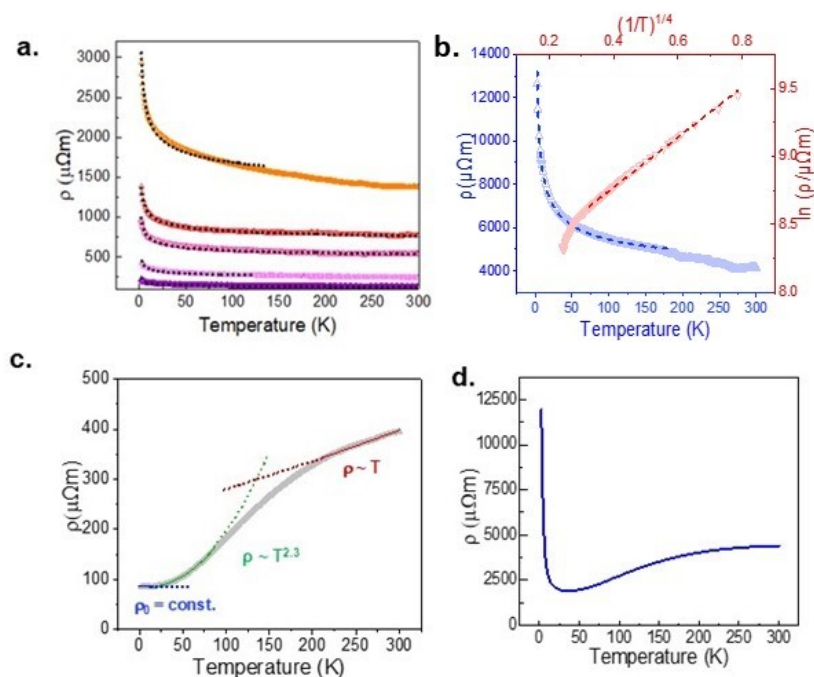 a.
3000
2500
2000
1500
1000
500
0 50 100 150 200 250 300
Temperature (K)
ρ (μΩm)
b.
(1/T)^1/4
0.2 0.4 0.6 0.8
14000
12000
10000
8000
6000
4000
ρ(μΩm)
9.5
9.0
8.5
8.0
ln (ρ/μΩm)
0 50 100 150 200 250 300
Temperature (K)
c.
500
400
300
200
100
0
ρ(μΩm)
ρ ~ T
ρ ~ T^2.3
ρ₀ = const.
0 100 200 300
Temperature (K)
d.
12500
10000
7500
5000
2500
0
ρ (μΩm)
0 50 100 150 200 250 300
Temperature (K)